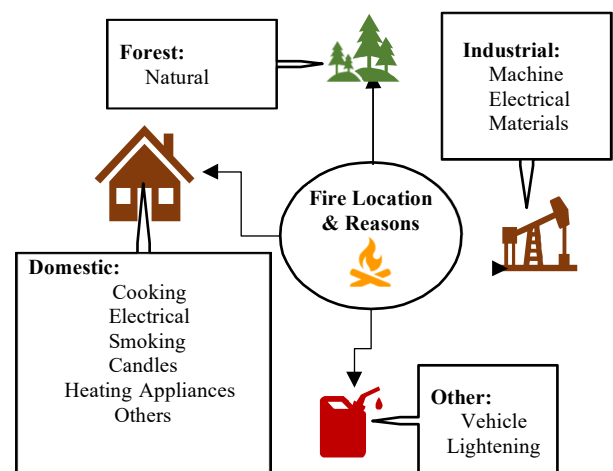 Forest:
Natural
Industrial:
Machine
Electrical
Materials
Fire Location
& Reasons
Domestic:
Cooking
Electrical
Smoking
Candles
Heating Appliances
Others
Other:
Vehicle
Lightening